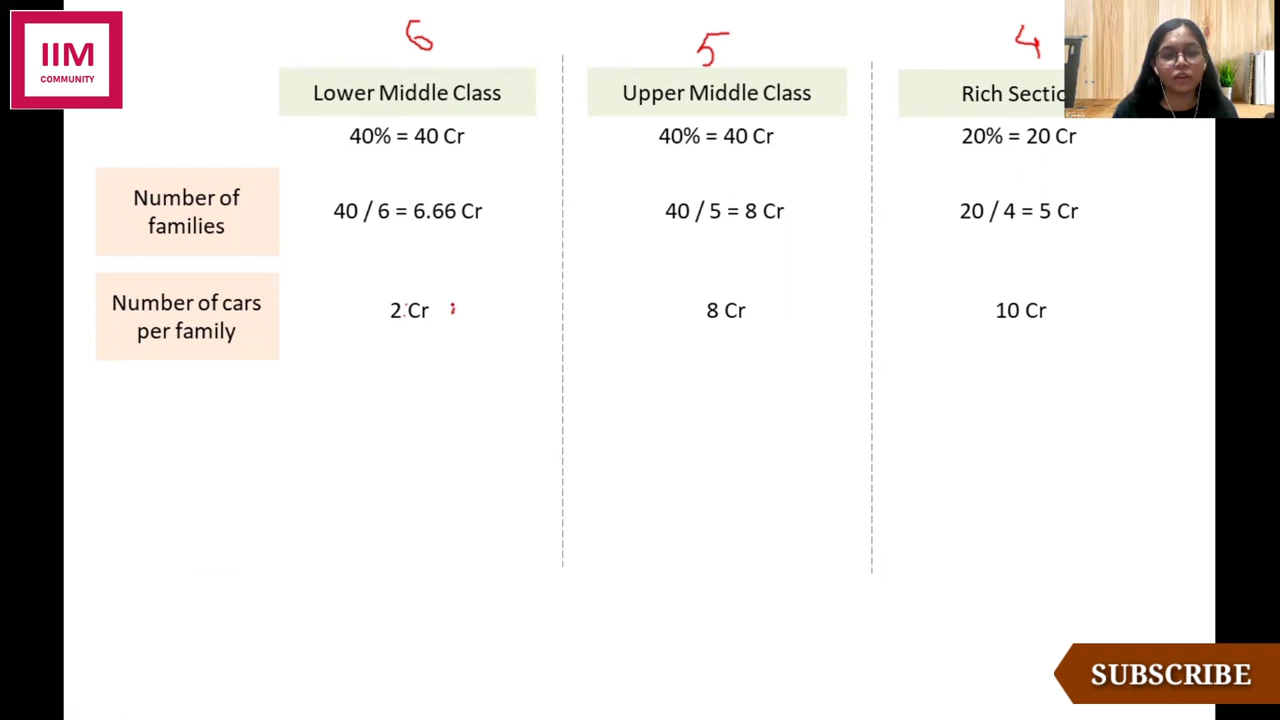 IIM
COMMUNITY
6
5
4
Lower Middle Class
Upper Middle Class
Rich Sectio
40% = 40 Cr
40% = 40 Cr
20% = 20 Cr
Number of
families
40 / 6 = 6.66 Cr
40 / 5 = 8 Cr
20 / 4 = 5 Cr
Number of cars
per family
2 Cr
8 Cr
10 Cr
SUBSCRIBE